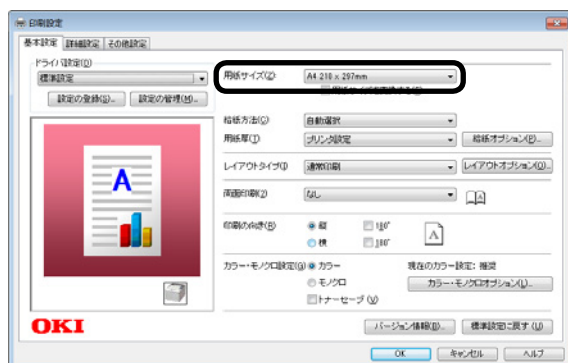 印刷設定
基本設定 詳細設定 その他設定
ドライバ設定(D)
標準設定
設定の登録(S)... 設定の管理(M)...
用紙サイズ(Z) A4 210 x 297mm
給紙方法(C) 自動選択
用紙厚(T) プリンタ設定 給紙オプション(P)...
レイアウトタイプ(I) 通常印刷 レイアウトオプション(O)...
両面印刷(2) なし
印刷の向き(R) 縦 180°
横 180°
A
A
カラー・モノクロ設定(G) カラー 現在のカラー設定: 推奨
モノクロ カラー・モノクロオプション(L)...
トナーセーブ(V)
OKI
バージョン情報(B)... 標準設定に戻す(U)
OK キャンセル ヘルプ